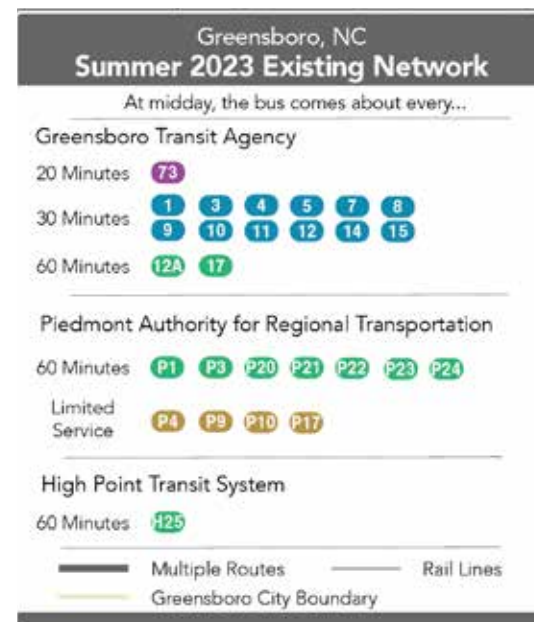 Greensboro, NC
Summer 2023 Existing Network
At midday, the bus comes about every...
Greensboro Transit Agency
20 Minutes 73
30 Minutes 1 3 4 5 7 8
9 10 11 12 14 15
60 Minutes 12A 17
Piedmont Authority for Regional Transportation
60 Minutes P1 P3 P20 P21 P22 P23 P24
Limited
Service P4 P9 P10 P17
High Point Transit System
60 Minutes H25
Multiple Routes Rail Lines
Greensboro City Boundary